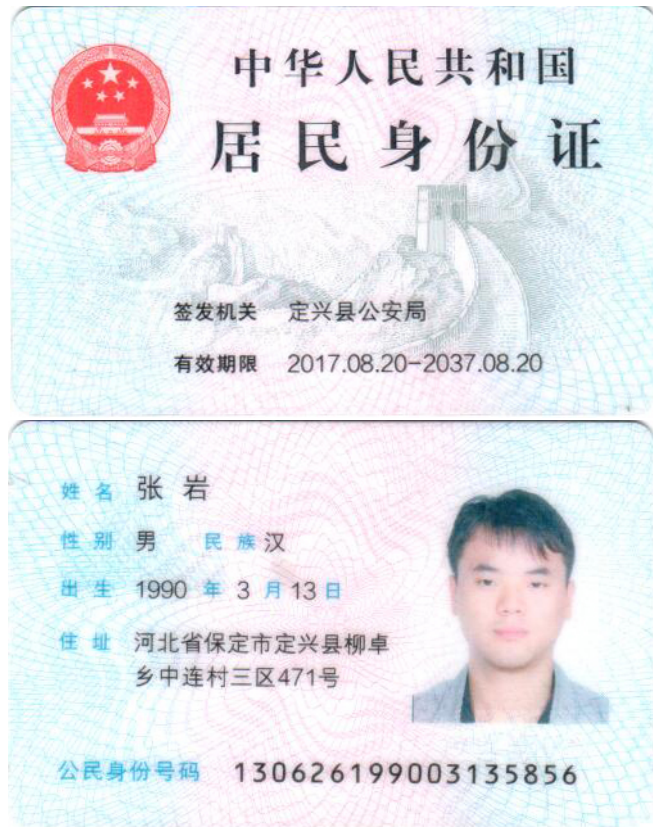 中华人民共和国
居民身份证
签发机关 定兴县公安局
有效期限 2017.08.20-2037.08.20
姓名 张岩
性别 男 民族 汉
出生 1990 年 3 月 13 日
住址 河北省保定市定兴县柳卓
乡中连村三区471号
公民身份号码 130626199003135856